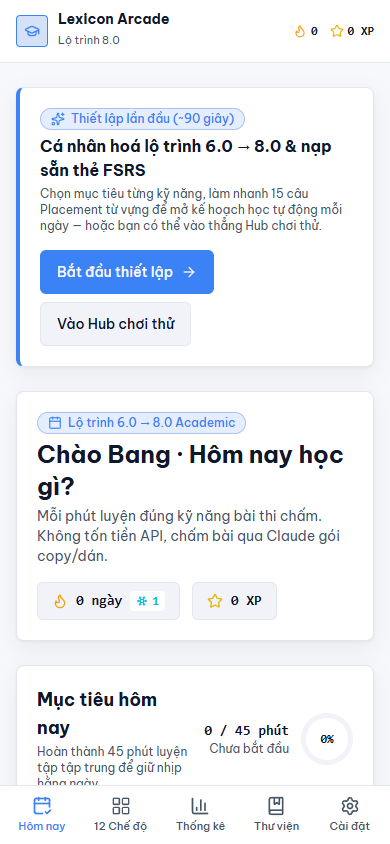 Lexicon Arcade
Lộ trình 8.0
0
0 XP
Thiết lập lần đầu (~90 giây)
Cá nhân hoá lộ trình 6.0 → 8.0 & nạp
sẵn thẻ FSRS
Chọn mục tiêu từng kỹ năng, làm nhanh 15 câu
Placement từ vựng để mở kế hoạch học tự động mỗi
ngày — hoặc bạn có thể vào thẳng Hub chơi thử.
Bắt đầu thiết lập →
Vào Hub chơi thử
Lộ trình 6.0 → 8.0 Academic
Chào Bang · Hôm nay học
gì?
Mỗi phút luyện đúng kỹ năng bài thi chấm.
Không tốn tiền API, chấm bài qua Claude gói
copy/dán.
0 ngày
1
0 XP
Mục tiêu hôm
nay
0 / 45 phút
Chưa bắt đầu
0%
Hoàn thành 45 phút luyện
tập tập trung để giữ nhịp
hằng ngày
Hôm nay
12 Chế độ
Thống kê
Thư viện
Cài đặt